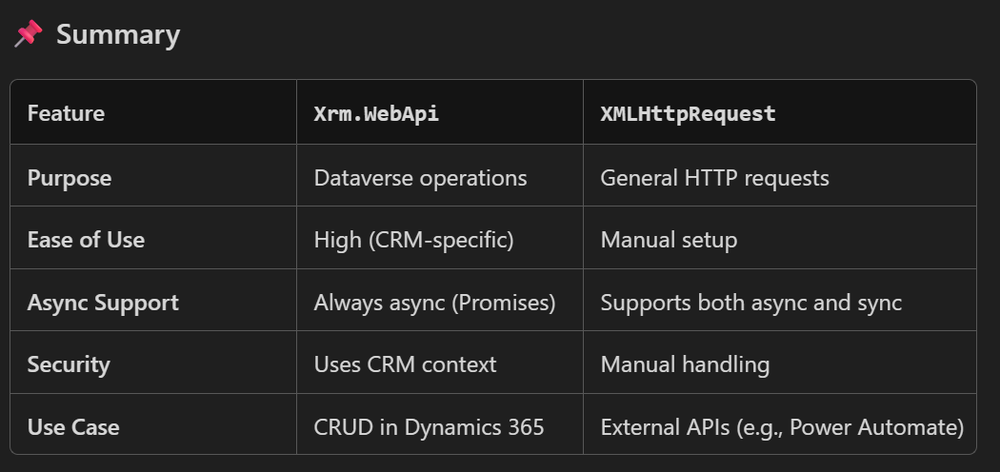 📌 Summary
Feature Xrm.WebApi XMLHttpRequest
Purpose Dataverse operations General HTTP requests
Ease of Use High (CRM-specific) Manual setup
Async Support Always async (Promises) Supports both async and sync
Security Uses CRM context Manual handling
Use Case CRUD in Dynamics 365 External APIs (e.g., Power Automate)